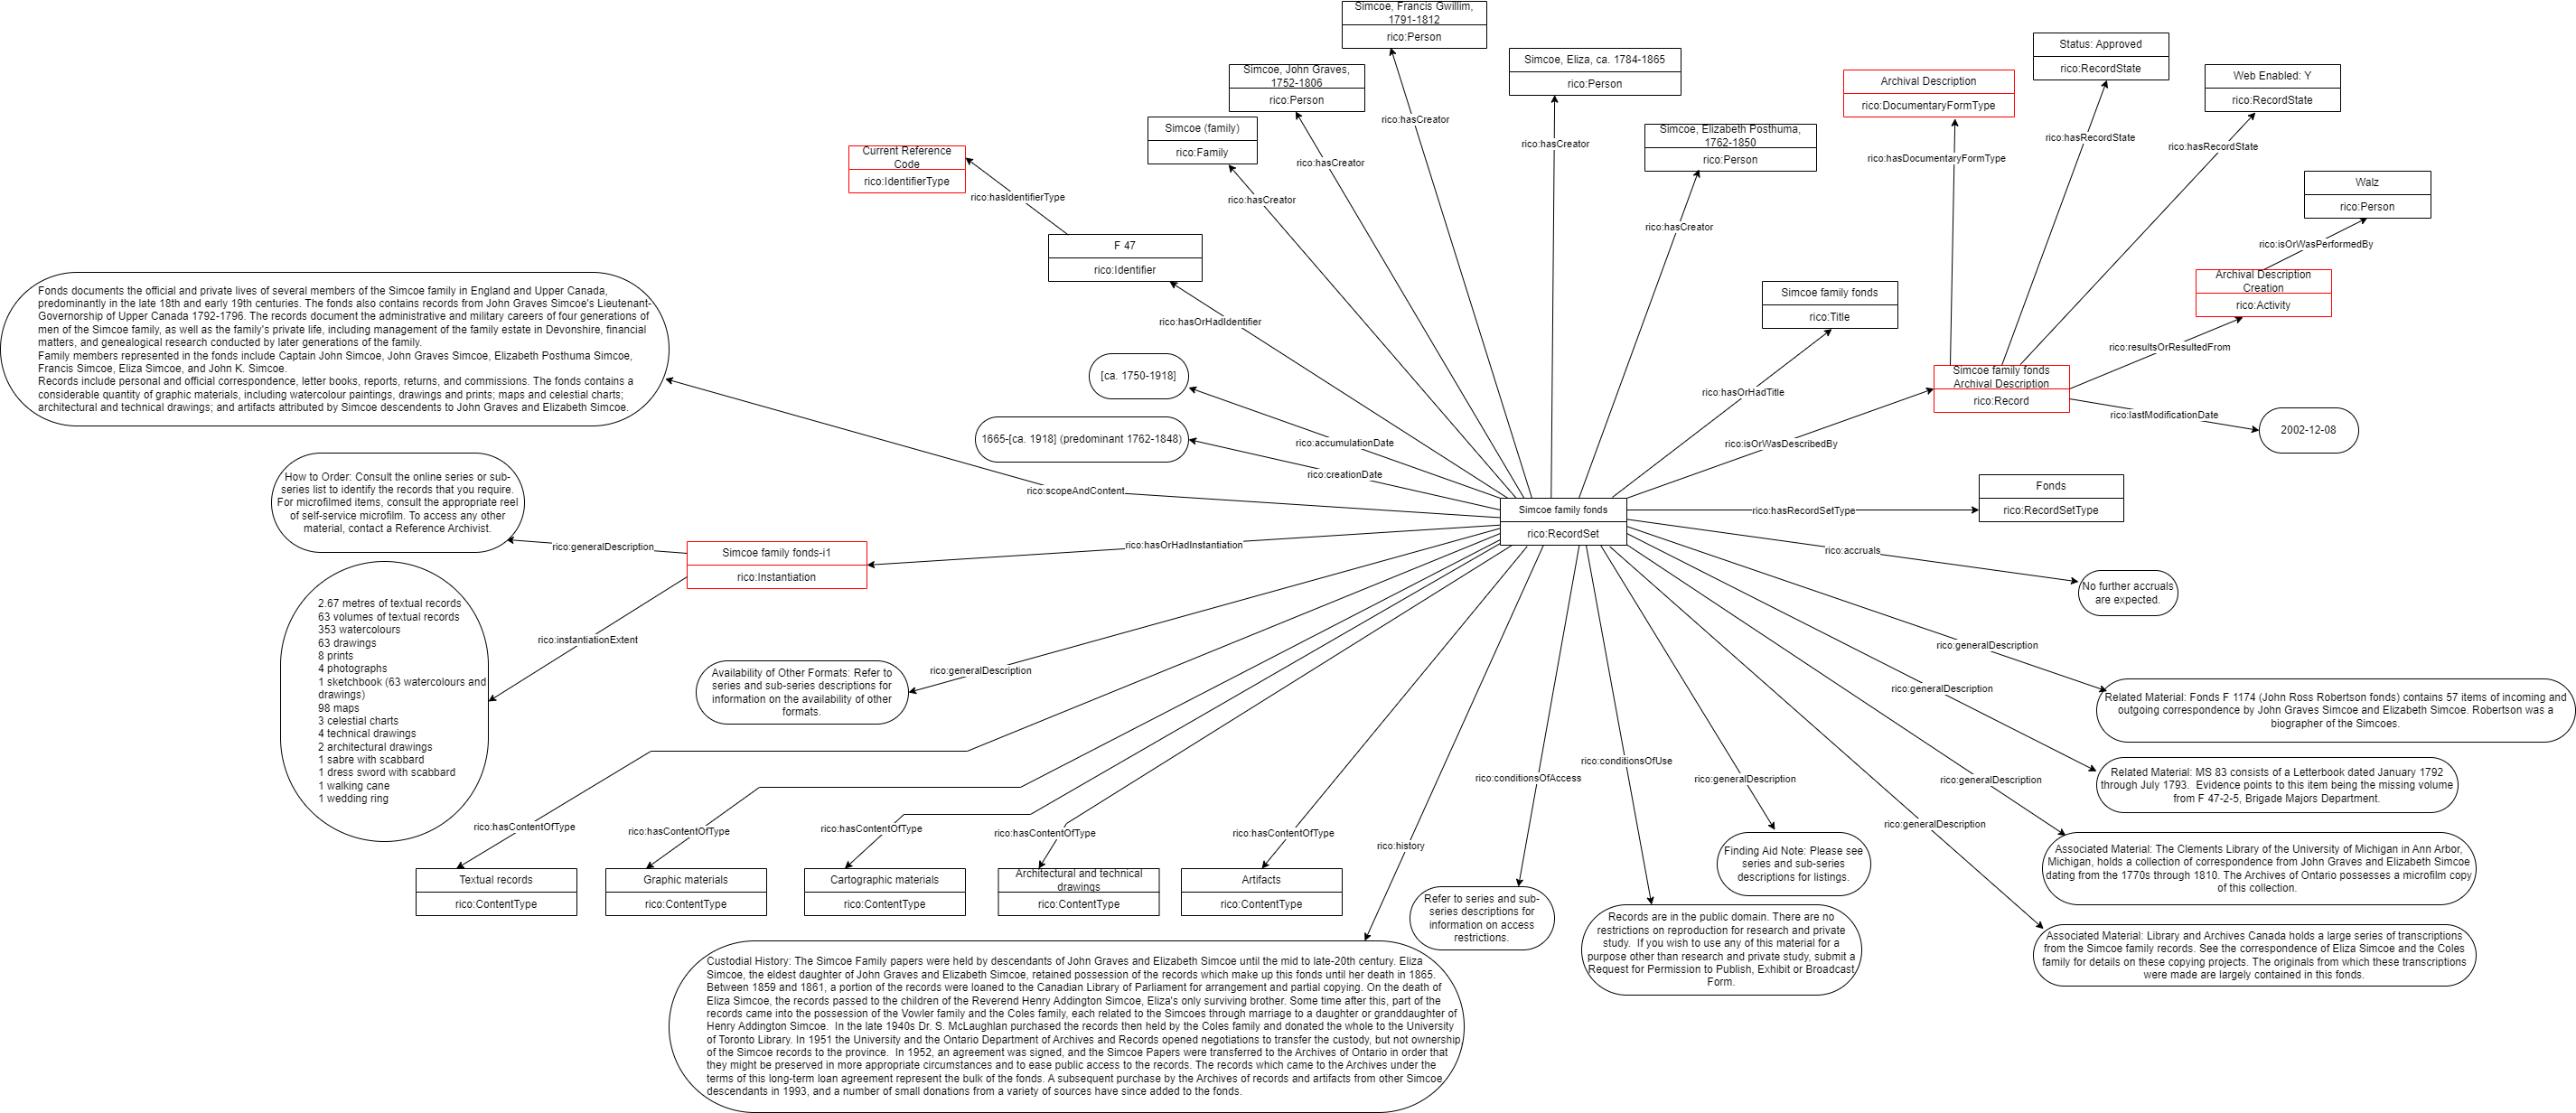 Simcoe, Francis Gwillim,
1791-1812
rico:Person
Status: Approved
rico:RecordState
Simcoe, Eliza, ca. 1784-1865
rico:Person
Simcoe, John Graves,
1752-1806
rico:Person
Archival Description
rico:DocumentaryFormType
Web Enabled: Y
rico:RecordState
rico:hasCreator
Simcoe (family)
rico:Family
Simcoe, Elizabeth Posthuma,
1762-1850
rico:Person
rico:hasCreator
rico:hasRecordState
rico:hasRecordState
Current Reference
Code
rico:IdentifierType
rico:hasCreator
rico:hasDocumentaryFormType
rico:hasIdentifierType
rico:hasCreator
Walz
rico:Person
rico:hasCreator
F 47
rico:Identifier
rico:isOrWasPerformedBy
Archival Description
Creation
rico:Activity
Fonds documents the official and private lives of several members of the Simcoe family in England and Upper Canada,
predominantly in the late 18th and early 19th centuries. The fonds also contains records from John Graves Simcoe's Lieutenant-
Governorship of Upper Canada 1792-1796. The records document the administrative and military careers of four generations of
men of the Simcoe family, as well as the family's private life, including management of the family estate in Devonshire, financial
matters, and genealogical research conducted by later generations of the family.
Family members represented in the fonds include Captain John Simcoe, John Graves Simcoe, Elizabeth Posthuma Simcoe,
Francis Simcoe, Eliza Simcoe, and John K. Simcoe.
Records include personal and official correspondence, letter books, reports, returns, and commissions. The fonds contains a
considerable quantity of graphic materials, including watercolour paintings, drawings and prints; maps and celestial charts;
architectural and technical drawings; and artifacts attributed by Simcoe descendents to John Graves and Elizabeth Simcoe.
rico:hasOrHadIdentifier
Simcoe family fonds
rico:Title
rico:resultsOrResultedFrom
[ca. 1750-1918]
rico:hasOrHadTitle
Simcoe family fonds
Archival Description
rico:Record
rico:lastModificationDate
2002-12-08
1665-[ca. 1918] (predominant 1762-1848)
rico:accumulationDate
rico:isOrWasDescribedBy
rico:creationDate
rico:scopeAndContent
How to Order: Consult the online series or sub-
series list to identify the records that you require.
For microfilmed items, consult the appropriate reel
of self-service microfilm. To access any other
material, contact a Reference Archivist.
Simcoe family fonds
rico:RecordSet
rico:hasRecordSetType
Fonds
rico:RecordSetType
rico:generalDescription
Simcoe family fonds-i1
rico:Instantiation
rico:hasOrHadInstantiation
rico:accruals
No further accruals
are expected.
rico:instantiationExtent
2.67 metres of textual records
63 volumes of textual records
353 watercolours
63 drawings
8 prints
4 photographs
1 sketchbook (63 watercolours and
drawings)
98 maps
3 celestial charts
4 technical drawings
2 architectural drawings
1 sabre with scabbard
1 dress sword with scabbard
1 walking cane
1 wedding ring
rico:generalDescription
Availability of Other Formats: Refer to
series and sub-series descriptions for
information on the availability of other
formats.
rico:generalDescription
Related Material: Fonds F 1174 (John Ross Robertson fonds) contains 57 items of incoming and
outgoing correspondence by John Graves Simcoe and Elizabeth Simcoe. Robertson was a
biographer of the Simcoes.
rico:generalDescription
Related Material: MS 83 consists of a Letterbook dated January 1792
through July 1793.  Evidence points to this item being the missing volume
from F 47-2-5, Brigade Majors Department.
rico:conditionsOfAccess
rico:conditionsOfUse
rico:generalDescription
rico:generalDescription
rico:hasContentOfType
rico:hasContentOfType
rico:hasContentOfType
rico:hasContentOfType
rico:hasContentOfType
rico:history
rico:generalDescription
Associated Material: The Clements Library of the University of Michigan in Ann Arbor,
Michigan, holds a collection of correspondence from John Graves and Elizabeth Simcoe
dating from the 1770s through 1810. The Archives of Ontario possesses a microfilm copy
of this collection.
Finding Aid Note: Please see
series and sub-series
descriptions for listings.
Textual records
rico:ContentType
Graphic materials
rico:ContentType
Cartographic materials
rico:ContentType
Architectural and technical
drawings
rico:ContentType
Artifacts
rico:ContentType
Refer to series and sub-
series descriptions for
information on access
restrictions.
Records are in the public domain. There are no
restrictions on reproduction for research and private
study.  If you wish to use any of this material for a
purpose other than research and private study, submit a
Request for Permission to Publish, Exhibit or Broadcast
Form.
Associated Material: Library and Archives Canada holds a large series of transcriptions
from the Simcoe family records. See the correspondence of Eliza Simcoe and the Coles
family for details on these copying projects. The originals from which these transcriptions
were made are largely contained in this fonds.
Custodial History: The Simcoe Family papers were held by descendants of John Graves and Elizabeth Simcoe until the mid to late-20th century. Eliza
Simcoe, the eldest daughter of John Graves and Elizabeth Simcoe, retained possession of the records which make up this fonds until her death in 1865.
Between 1859 and 1861, a portion of the records were loaned to the Canadian Library of Parliament for arrangement and partial copying. On the death of
Eliza Simcoe, the records passed to the children of the Reverend Henry Addington Simcoe, Eliza's only surviving brother. Some time after this, part of the
records came into the possession of the Vowler family and the Coles family, each related to the Simcoes through marriage to a daughter or granddaughter of
Henry Addington Simcoe.  In the late 1940s Dr. S. McLaughlan purchased the records then held by the Coles family and donated the whole to the University
of Toronto Library. In 1951 the University and the Ontario Department of Archives and Records opened negotiations to transfer the custody, but not ownership
of the Simcoe records to the province.  In 1952, an agreement was signed, and the Simcoe Papers were transferred to the Archives of Ontario in order that
they might be preserved in more appropriate circumstances and to ease public access to the records. The records which came to the Archives under the
terms of this long-term loan agreement represent the bulk of the fonds. A subsequent purchase by the Archives of records and artifacts from other Simcoe
descendants in 1993, and a number of small donations from a variety of sources have since added to the fonds.